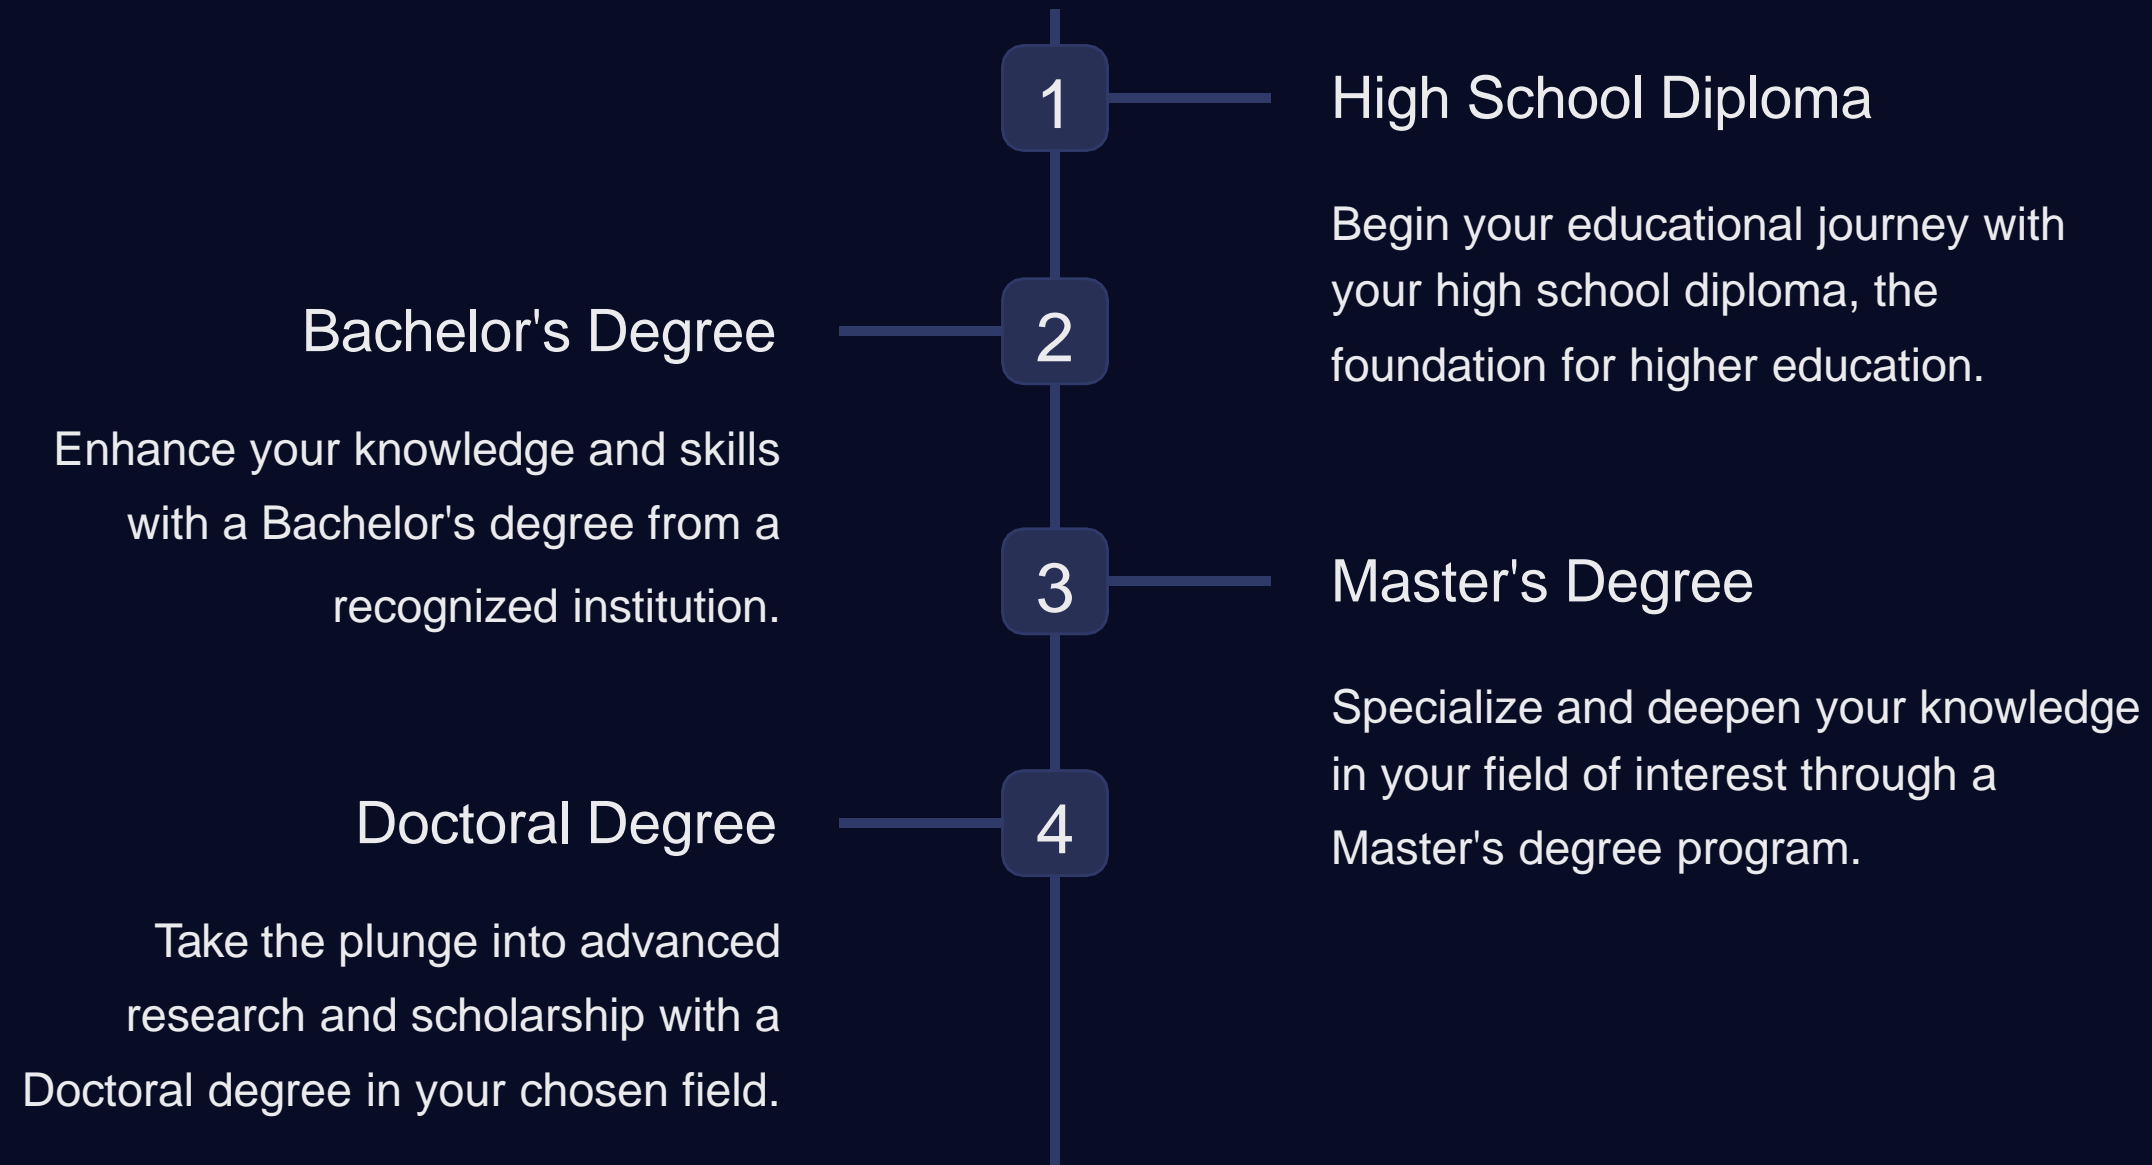 1
High School Diploma
Begin your educational journey with
your high school diploma, the
foundation for higher education.
2
Bachelor's Degree
Enhance your knowledge and skills
with a Bachelor's degree from a
recognized institution.
3
Master's Degree
Specialize and deepen your knowledge
in your field of interest through a
Master's degree program.
4
Doctoral Degree
Take the plunge into advanced
research and scholarship with a
Doctoral degree in your chosen field.